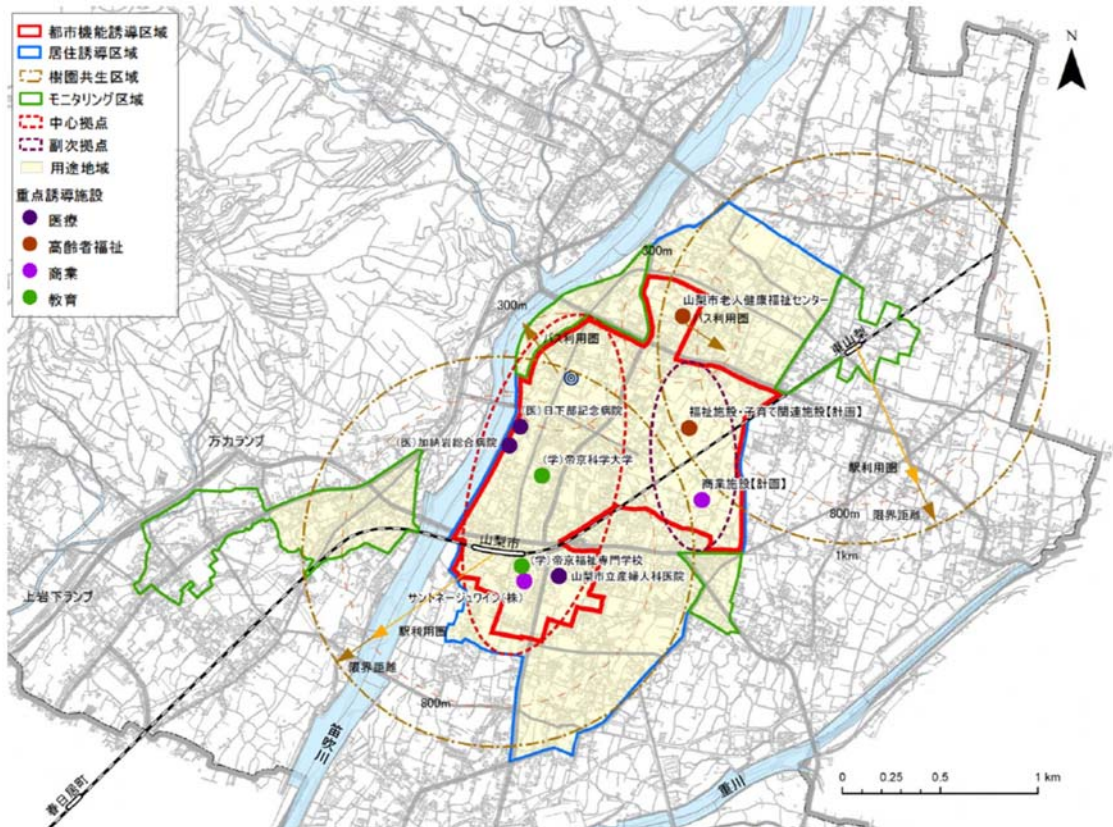 都市機能誘導区域
居住誘導区域
樹園共生区域
モニタリング区域
中心拠点
副次拠点
用途地域
重点誘導施設
医療
高齢者福祉
商業
教育
N
300m
300m
山梨市老人健康福祉センター
バス利用圏
バス利用圏
東山梨
(医)日下部記念病院
福祉施設・子育て関連施設【計画】
万力ランプ
(医)加納岩総合病院
(学)帝京科学大学
駅利用圏
商業施設【計画】
800m
限界距離
山梨市
1km
(学)帝京福祉専門学校
山梨市立産婦人科医院
上岩下ランプ
サントネージュワイン(株)
駅利用圏
限界距離
800m
笛吹川
春日居町
重川
0 0.25 0.5 1 km